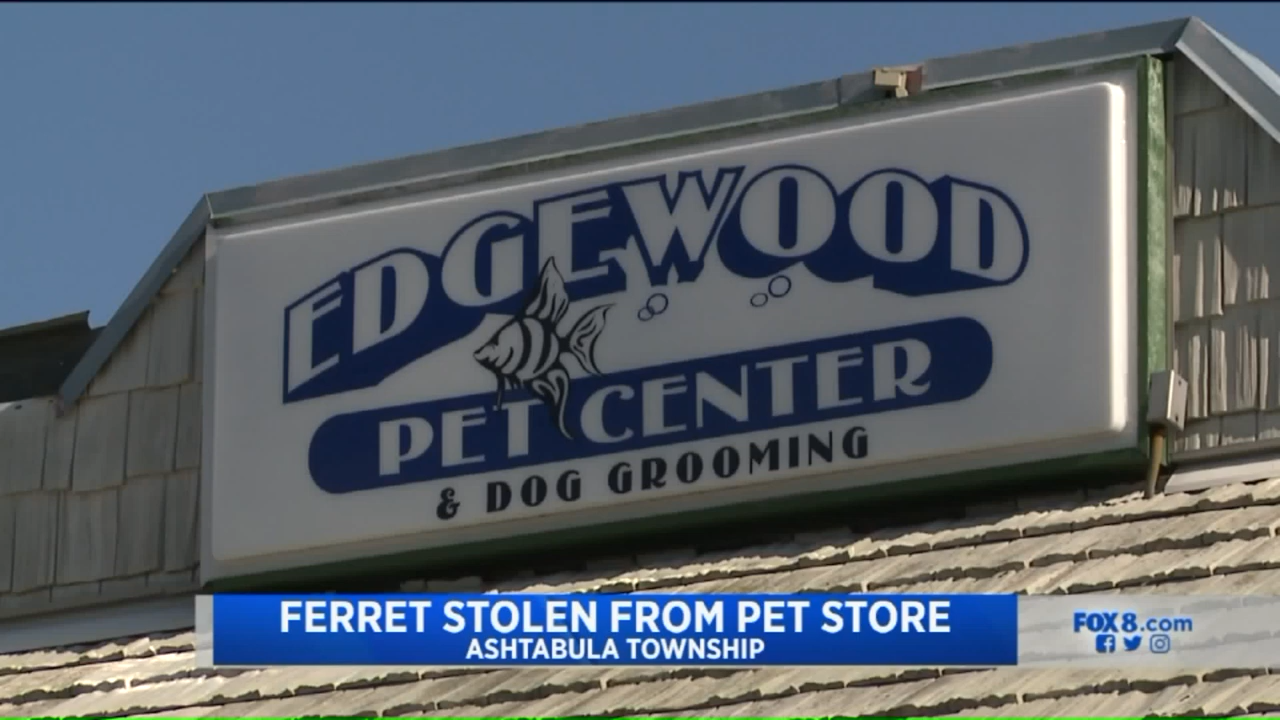 EDGEWOOD
PET CENTER
& DOG GROOMING
FERRET STOLEN FROM PET STORE
ASHTABULA TOWNSHIP
FOX8.com